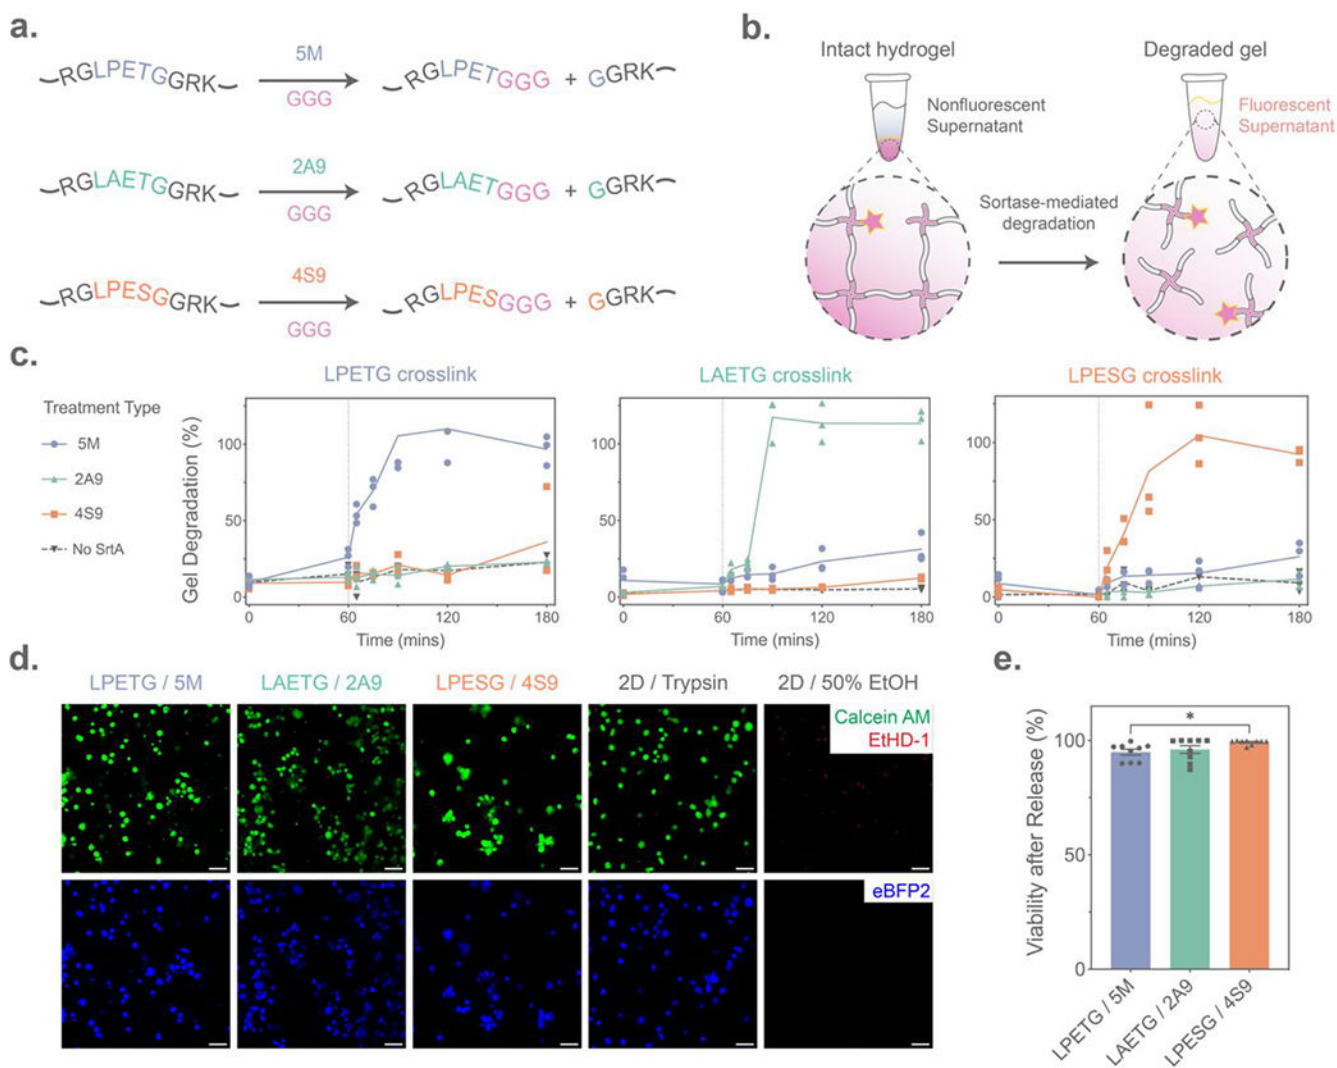 a.
5M
~RGLPETGGRK~
GGG
~RGLPETGGG + GGRK~
2A9
~RGLAETGGRK~
GGG
~RGLAETGGG + GGRK~
4S9
~RGLPESGGRK~
GGG
~RGLPESGGG + GGRK~
b.
Intact hydrogel
Degraded gel
Nonfluorescent
Supernatant
Fluorescent
Supernatant
Sortase-mediated
degradation
c.
Treatment Type
5M
2A9
4S9
No SrtA
LPETG crosslink
Gel Degradation (%)
100
50
0
0 60 120 180
Time (mins)
LAETG crosslink
100
50
0
0 60 120 180
Time (mins)
LPESG crosslink
100
50
0
0 60 120 180
Time (mins)
d.
LPETG / 5M
LAETG / 2A9
LPESG / 4S9
2D / Trypsin
2D / 50% EtOH
Calcein AM
EtHD-1
eBFP2
e.
Viability after Release (%)
100
50
0
*
LPETG / 5M
LAETG / 2A9
LPESG / 4S9